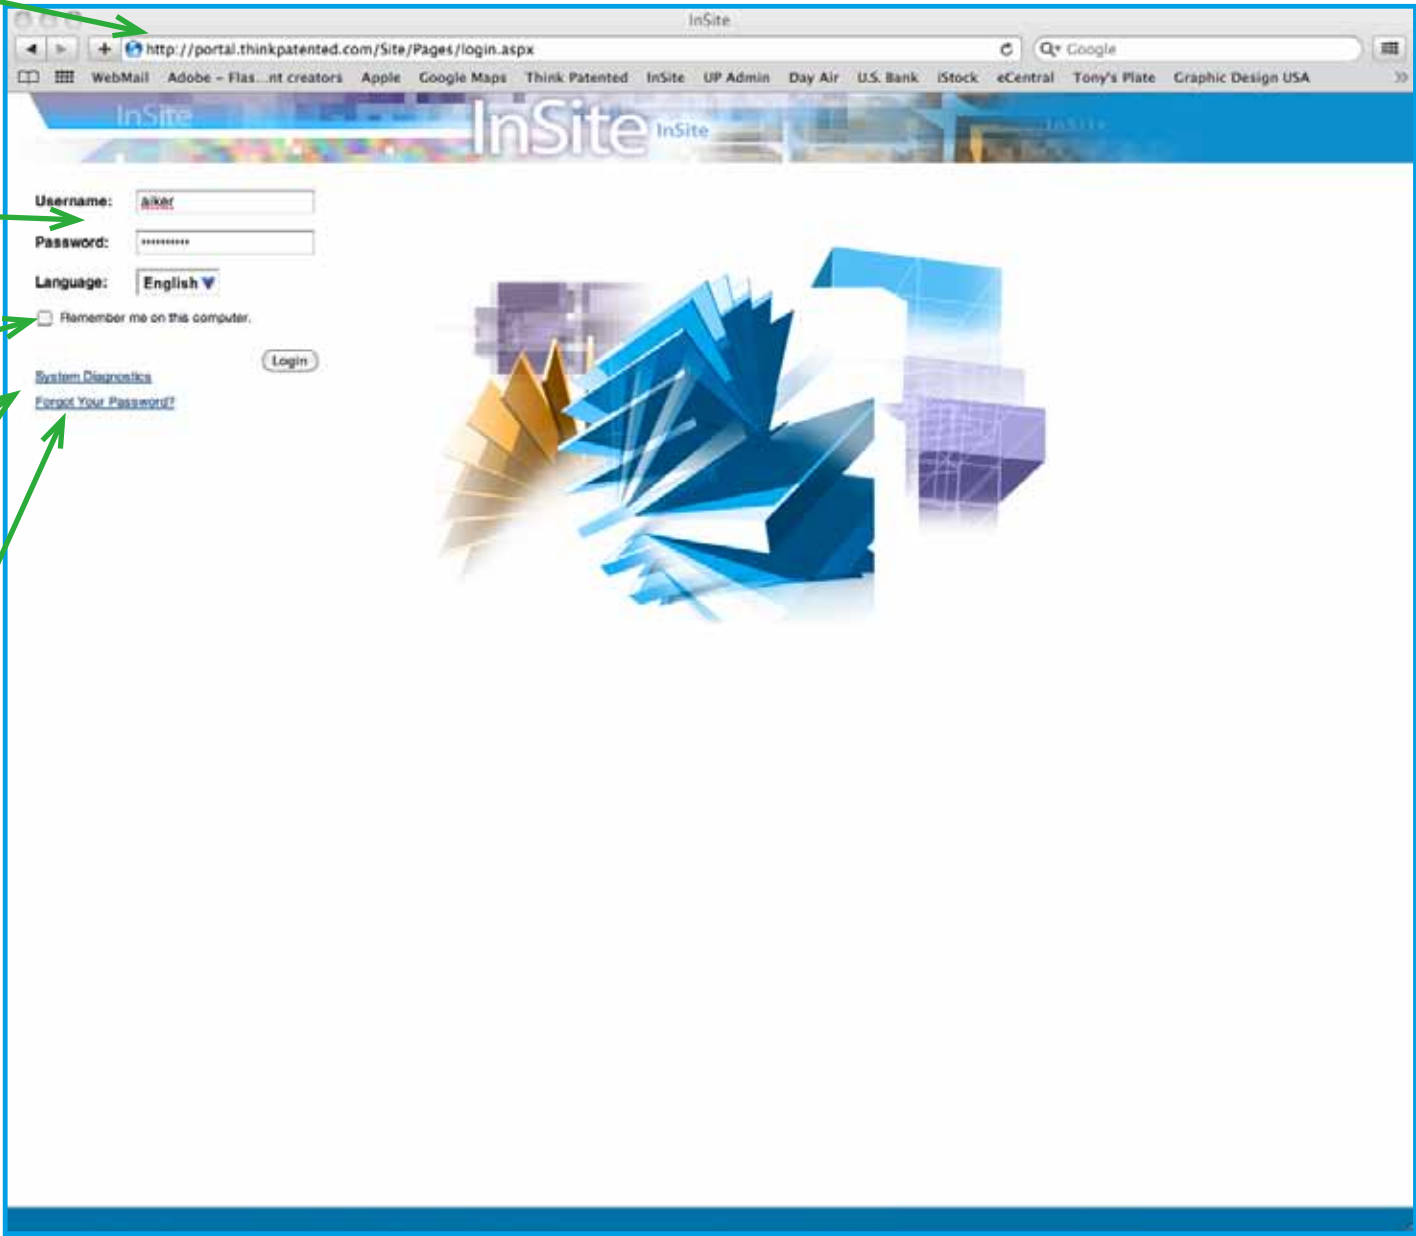 InSite
http://portal.thinkpatented.com/Site/Pages/login.aspx
Google
WebMail Adobe – Flas...nt creators Apple Google Maps Think Patented InSite UP Admin Day Air U.S. Bank iStock eCentral Tony's Plate Graphic Design USA
InSite InSite InSite InSite
Username: aiker
Password: ••••••••••
Language: English
Remember me on this computer.
Login
System Diagnostics
Forgot Your Password?